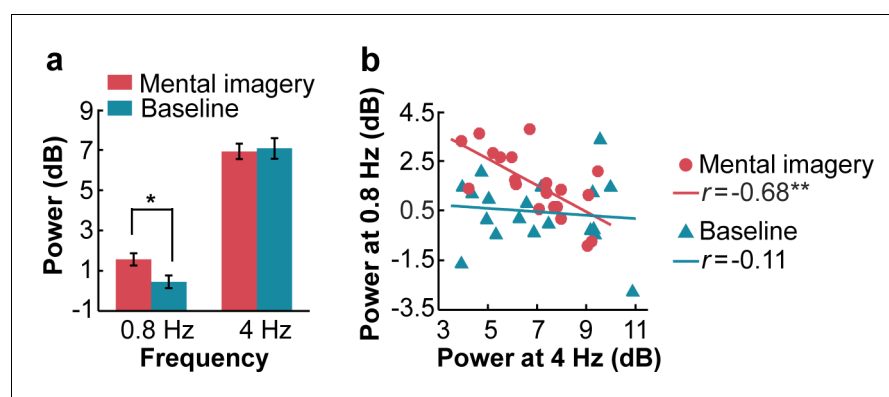 a
Mental imagery
Baseline
9
7
5
3
1
-1
Power (dB)
*
0.8 Hz
4 Hz
Frequency
b
4.5
2.5
0.5
-1.5
-3.5
Power at 0.8 Hz (dB)
3 5 7 9 11
Power at 4 Hz (dB)
Mental imagery
r=-0.68**
Baseline
r=-0.11